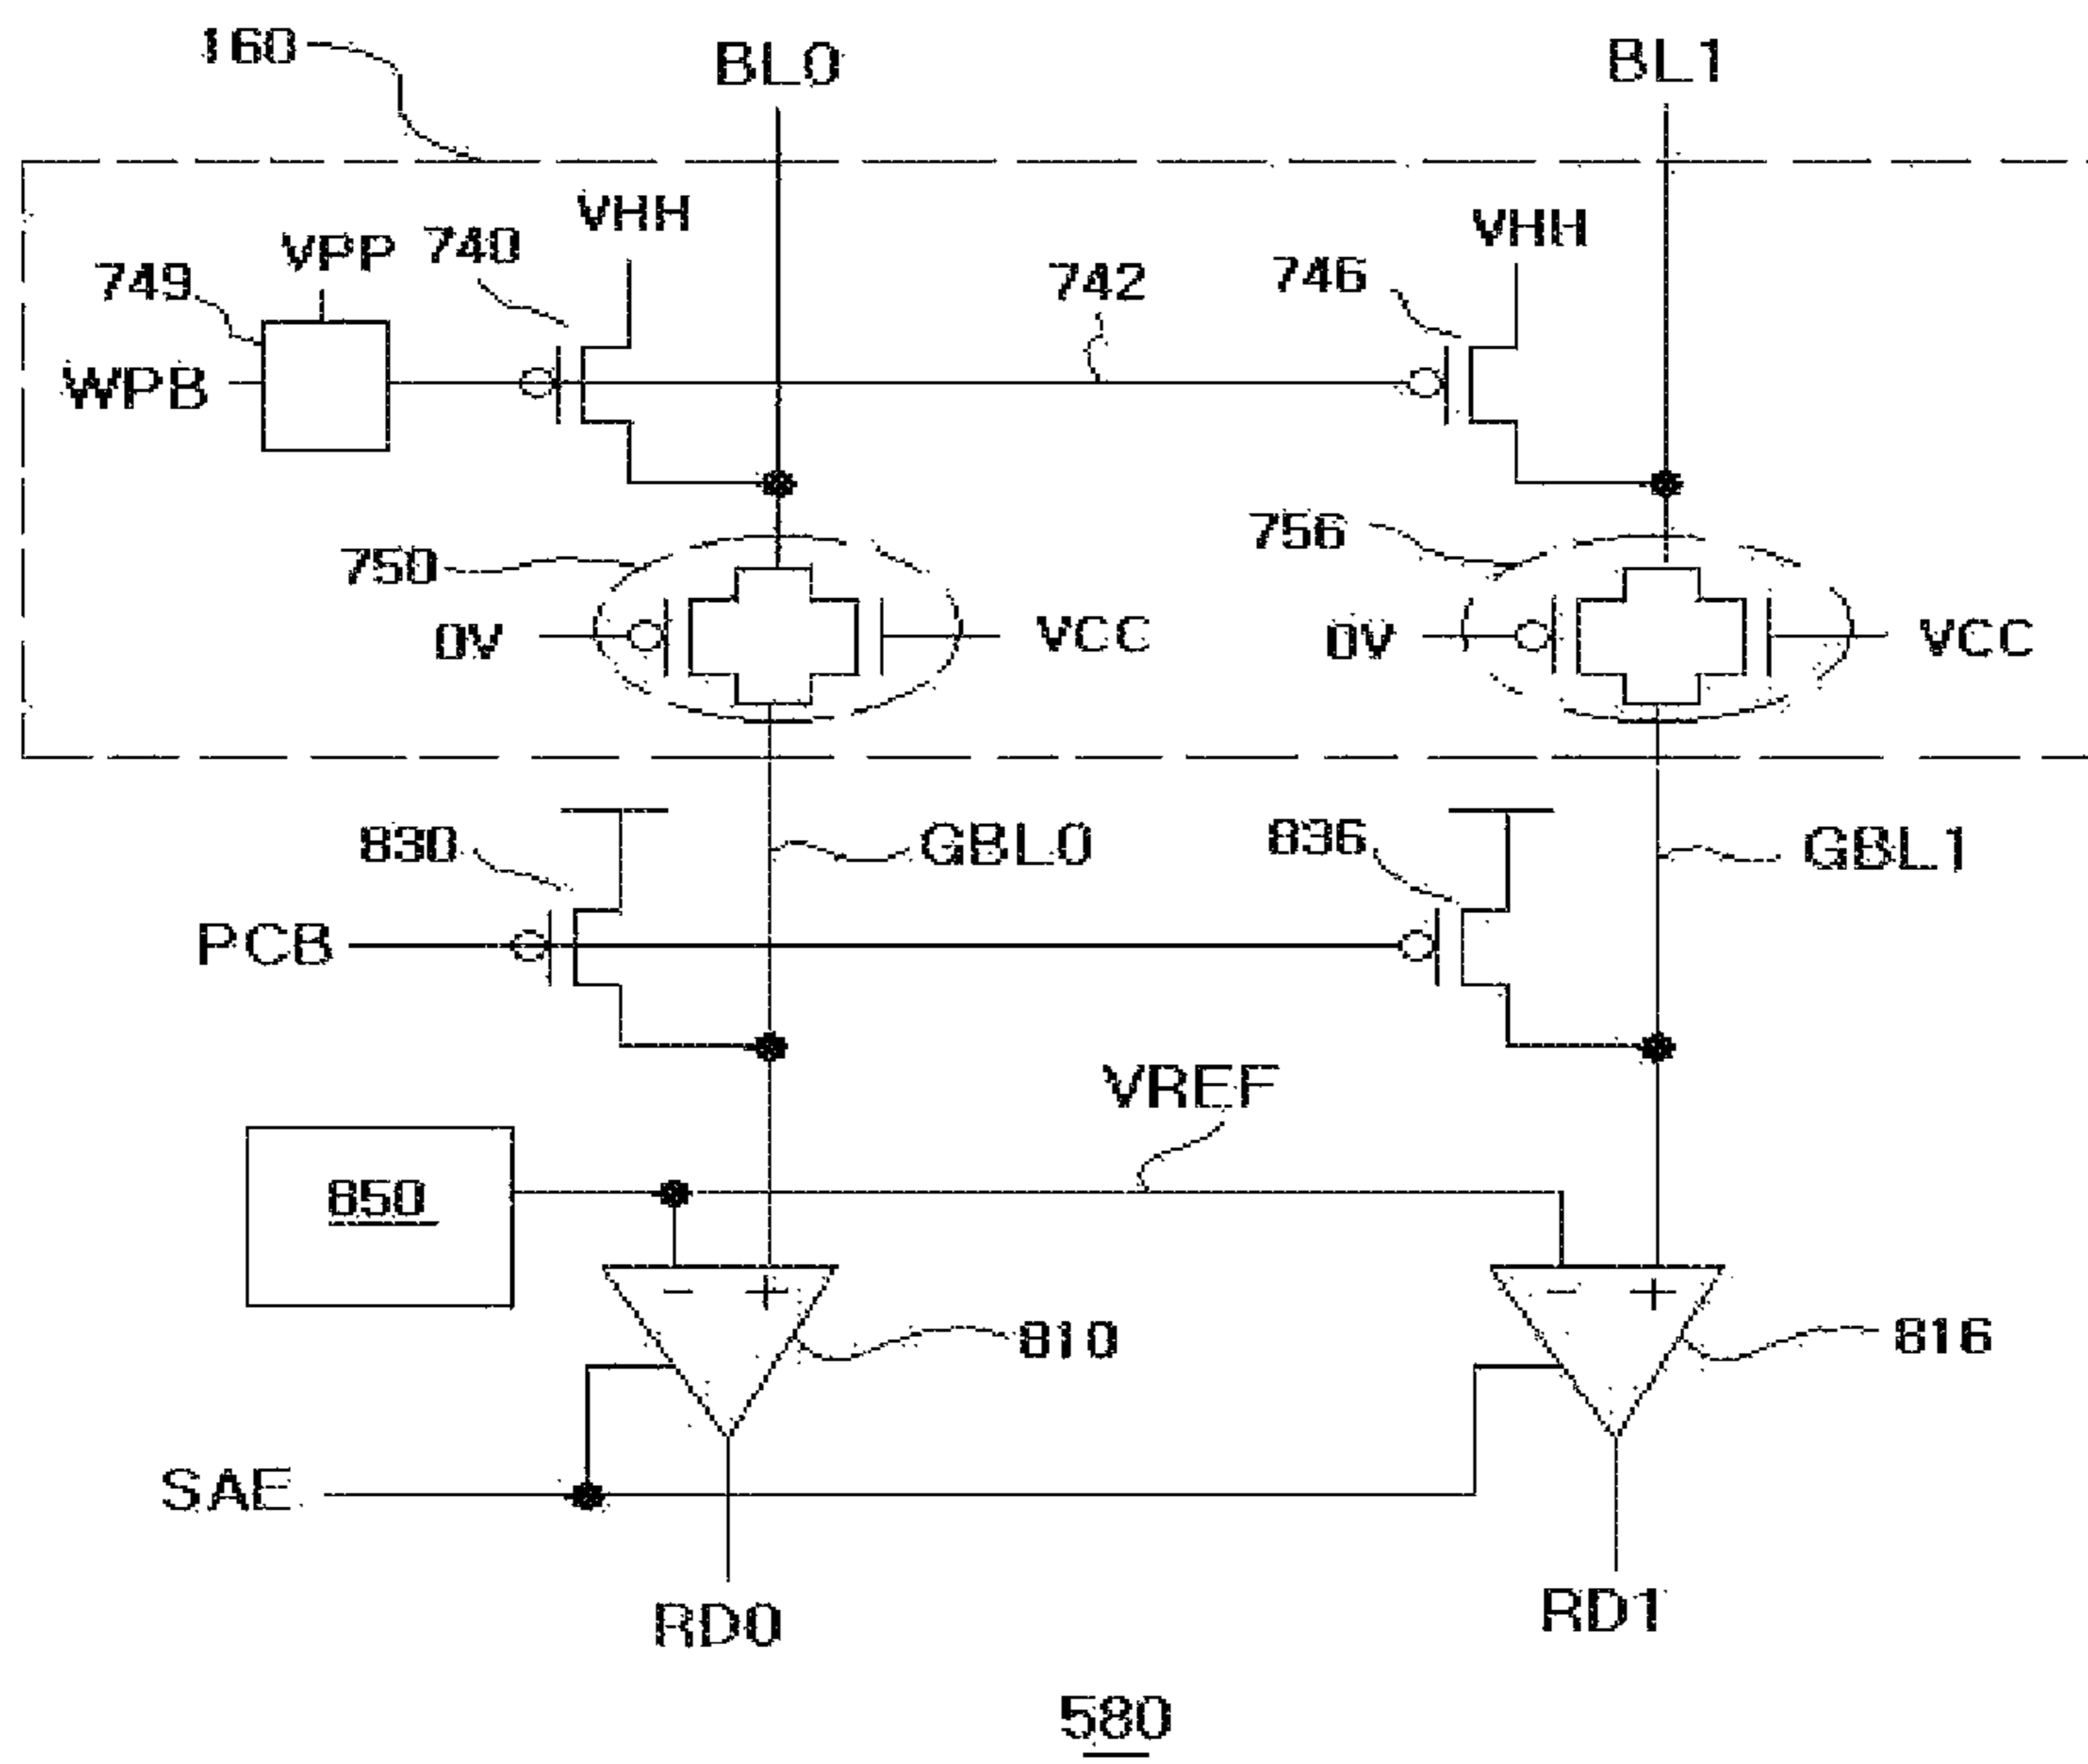 160
BL0
BL1
VHH
VHH
VPP
740
749
742
746
WPB
750
756
0V
VCC
0V
VCC
830
GBL0
836
GBL1
PCB
VREF
850
-
+
-
+
810
816
SAE
RD0
RD1
580